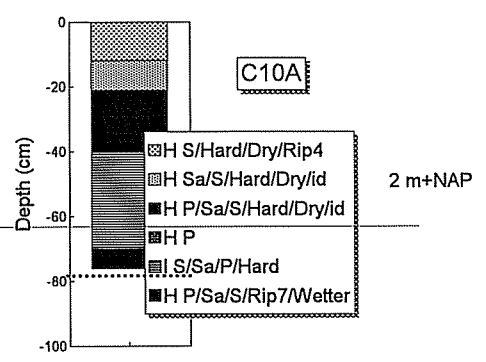 0
-20
-40
-60
-80
-100
Depth (cm)
C10A
H S/Hard/Dry/Rip4
H Sa/S/Hard/Dry/id
H P/Sa/S/Hard/Dry/id
H P
I S/Sa/P/Hard
H P/Sa/S/Rip7/Wetter
2 m+NAP